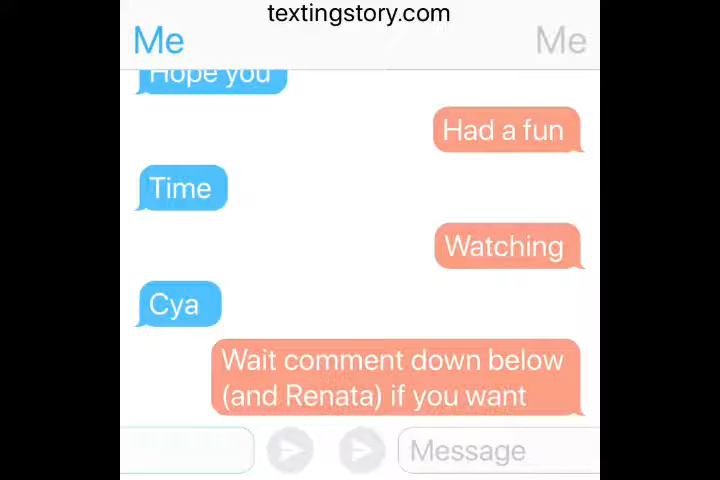 textingstory.com
Me
Me
Hope you
Had a fun
Time
Watching
Cya
Wait comment down below
(and Renata) if you want
Message